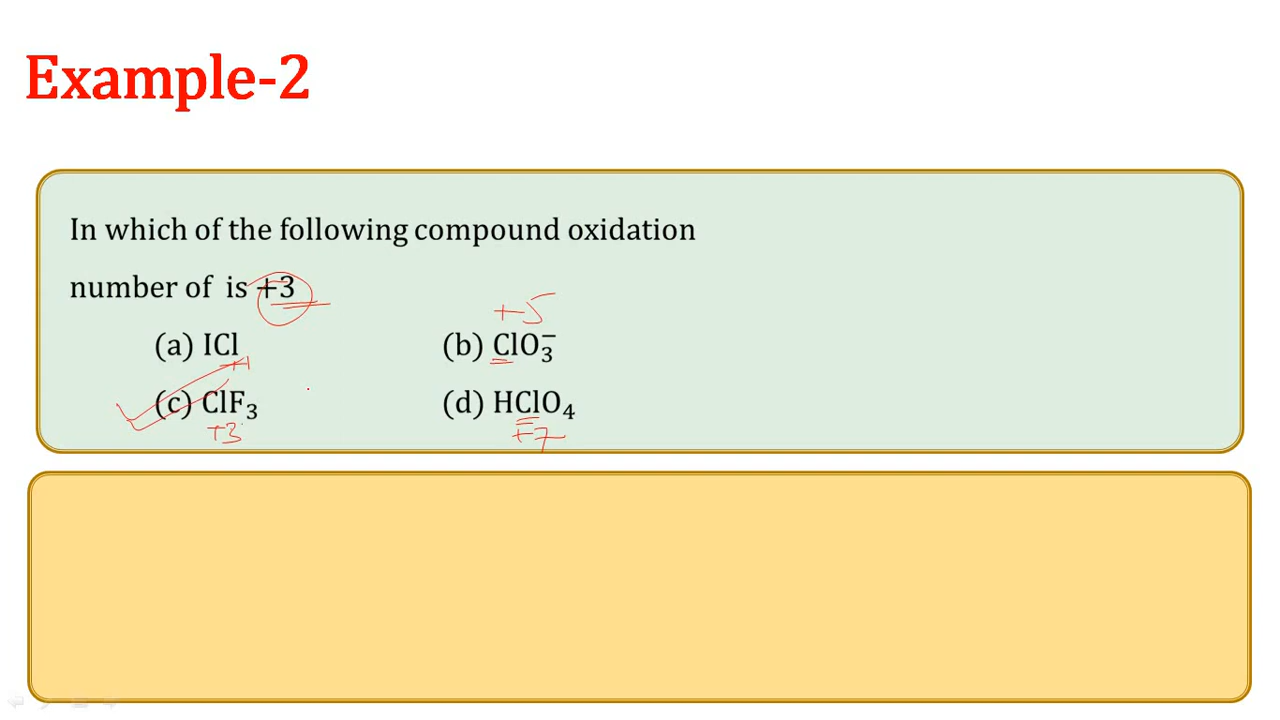 Example-2
In which of the following compound oxidation
number of is +3
+5
(a) ICl (b) ClO₃⁻
+1
(c) ClF₃ (d) HClO₄
+3 +7